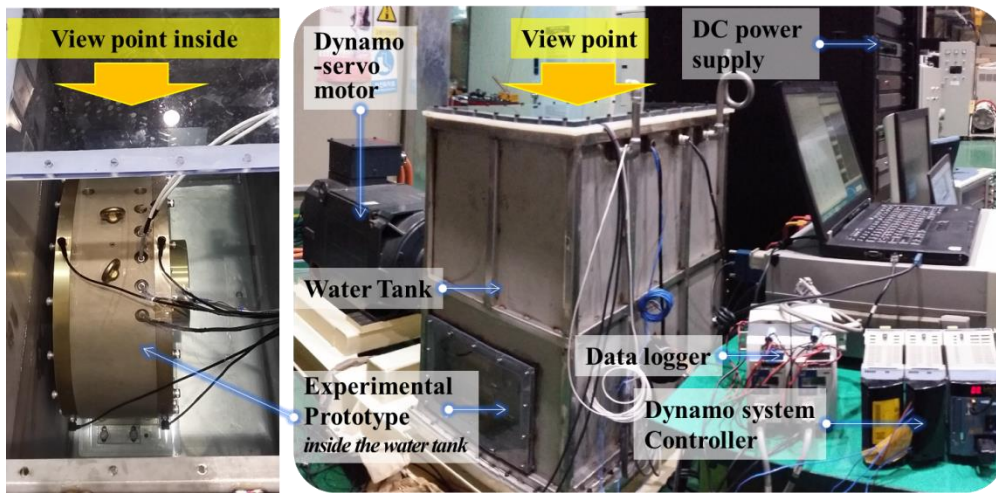 View point inside
Dynamo
-servo
motor
View point
DC power
supply
Water Tank
Data logger
Experimental
Prototype
inside the water tank
Dynamo system
Controller